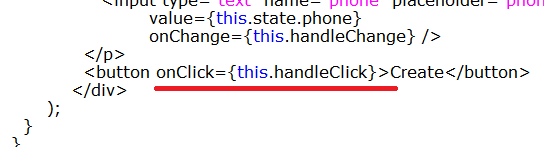 <input type="text" name="phone" placeholder="phon
value={this.state.phone}
onChange={this.handleChange} />
</p>
<button onClick={this.handleClick}>Create</button>
</div>
);
}
}